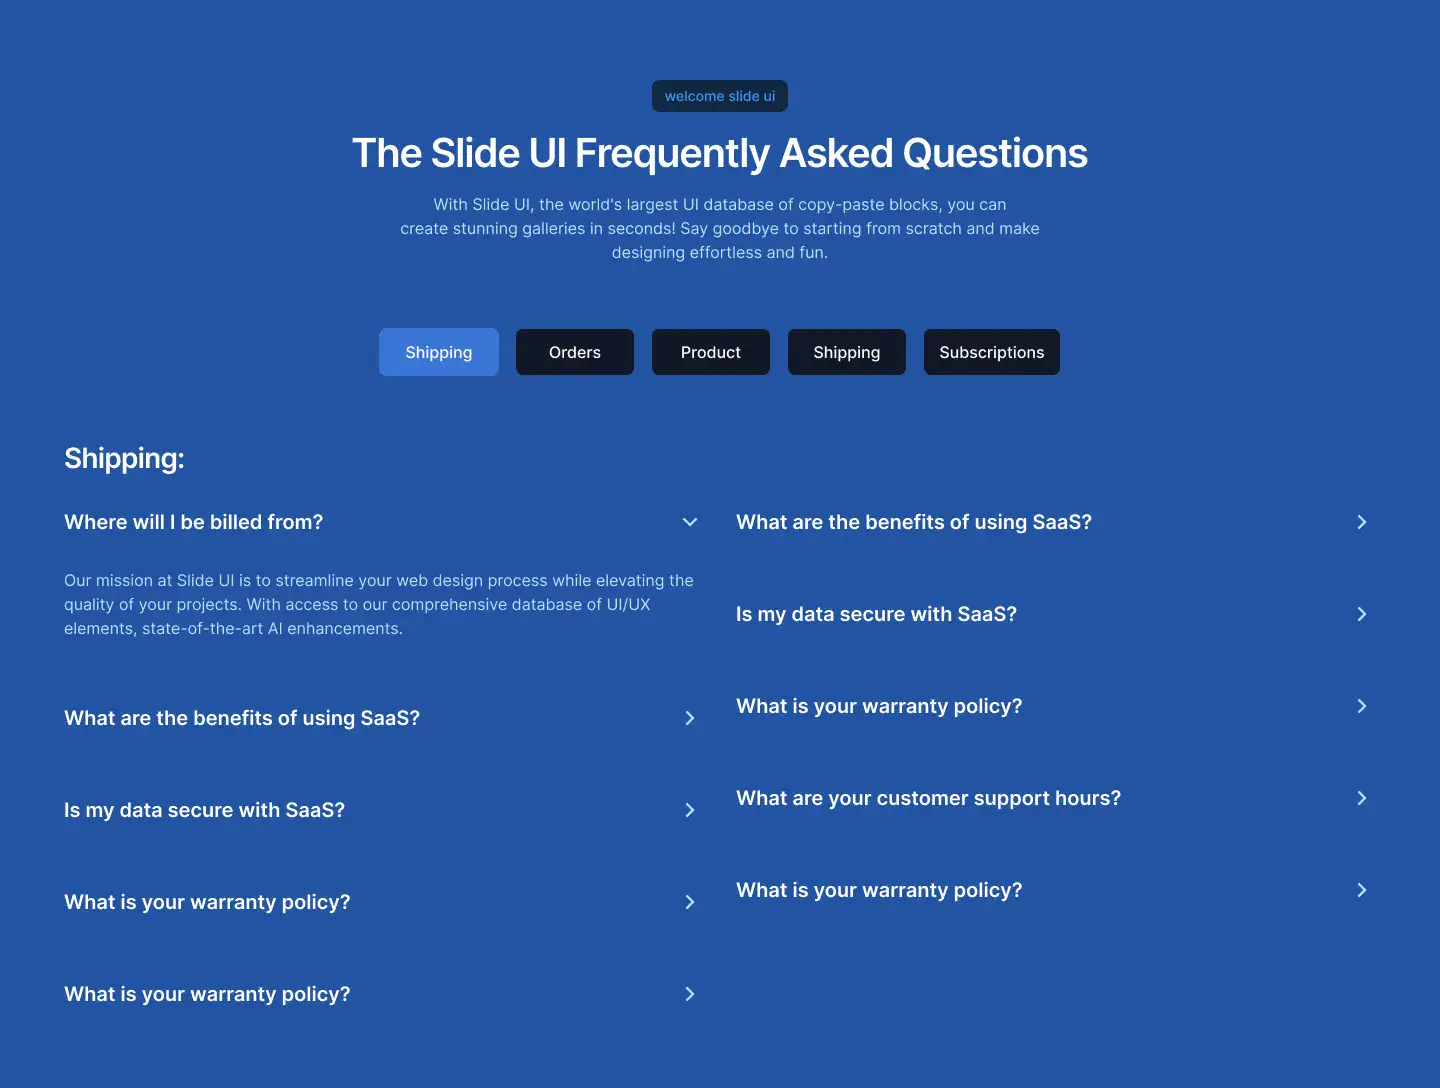 welcome slide ui
The Slide UI Frequently Asked Questions
With Slide UI, the world's largest UI database of copy-paste blocks, you can
create stunning galleries in seconds! Say goodbye to starting from scratch and make
designing effortless and fun.
Shipping
Orders
Product
Shipping
Subscriptions
Shipping:
Where will I be billed from?
Our mission at Slide UI is to streamline your web design process while elevating the
quality of your projects. With access to our comprehensive database of UI/UX
elements, state-of-the-art AI enhancements.
What are the benefits of using SaaS?
Is my data secure with SaaS?
What is your warranty policy?
What is your warranty policy?
What are the benefits of using SaaS?
Is my data secure with SaaS?
What is your warranty policy?
What are your customer support hours?
What is your warranty policy?